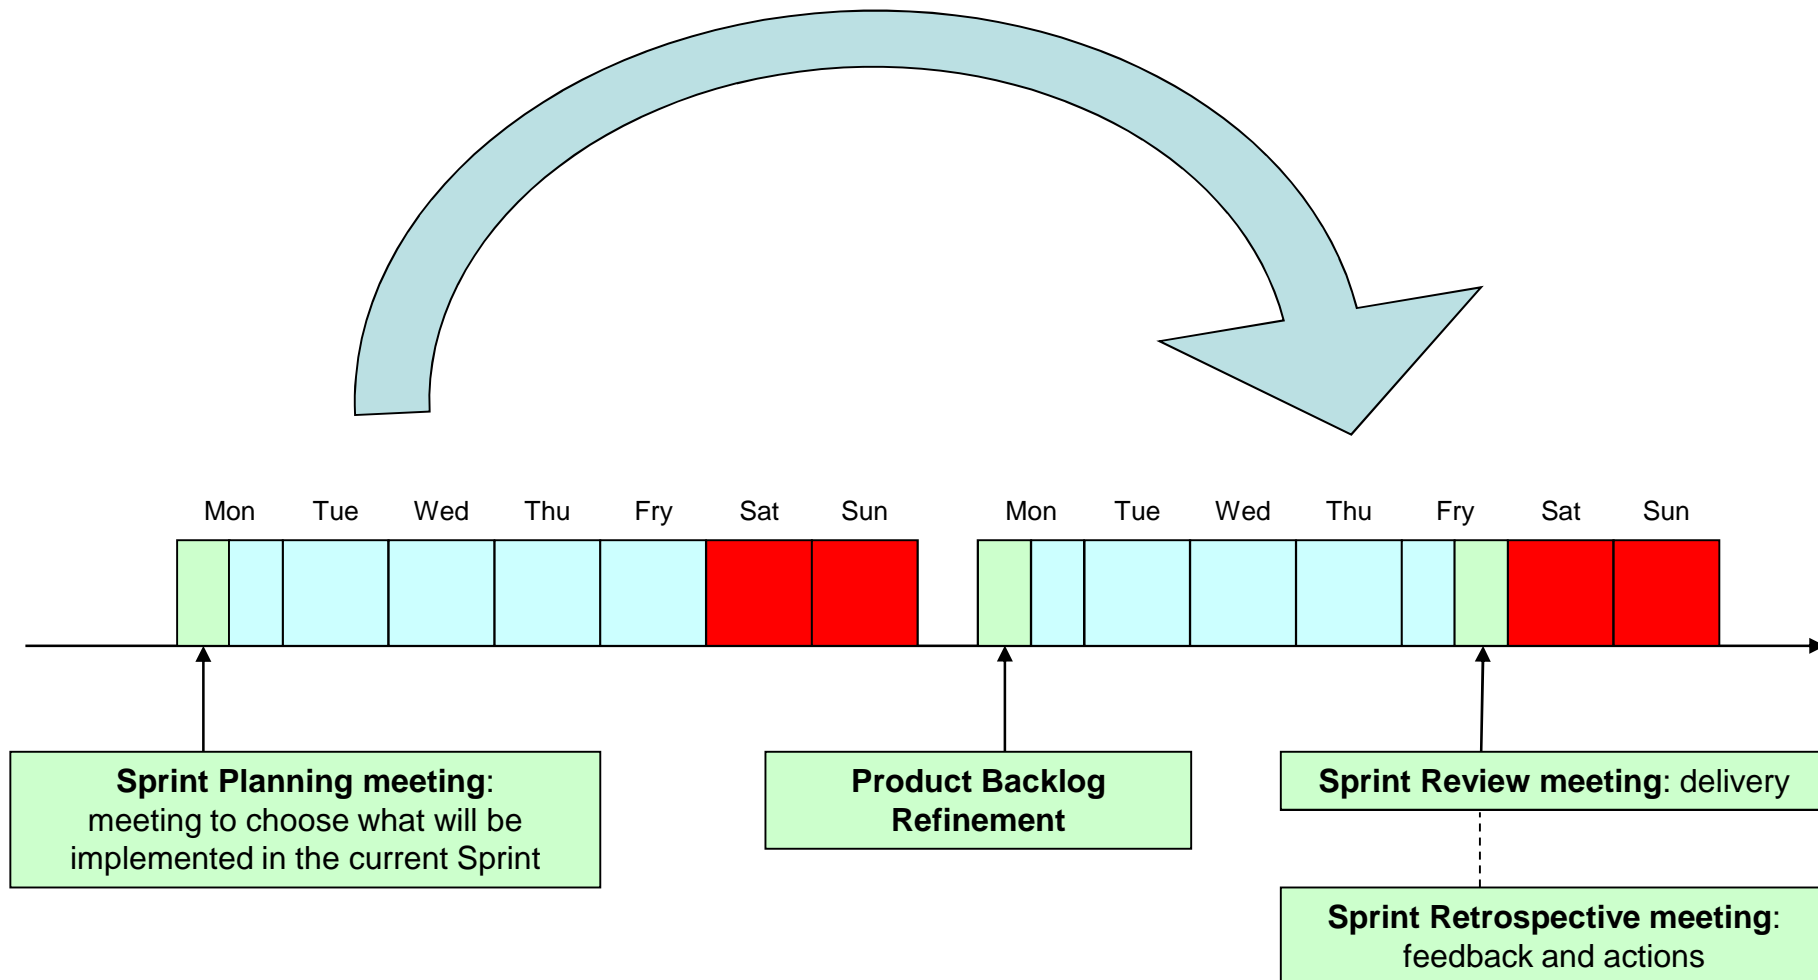 Mon Tue Wed Thu Fry Sat Sun Mon Tue Wed Thu Fry Sat Sun
Sprint Planning meeting:
meeting to choose what will be
implemented in the current Sprint
Product Backlog
Refinement
Sprint Review meeting: delivery
Sprint Retrospective meeting:
feedback and actions